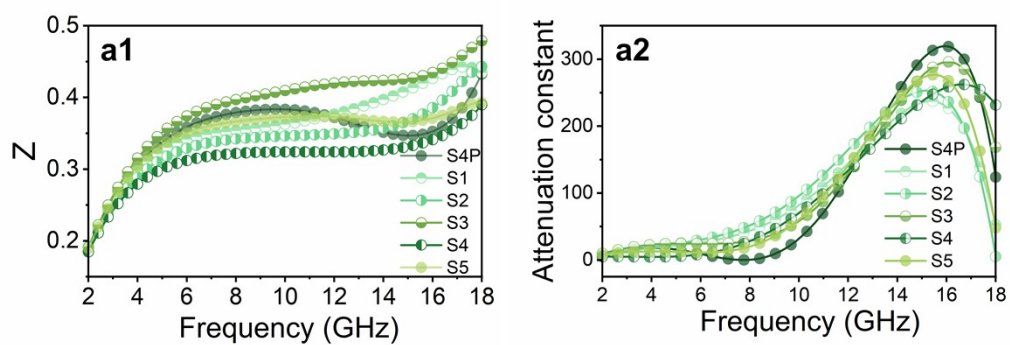 a1
Z
0.5
0.4
0.3
0.2
2 4 6 8 10 12 14 16 18
Frequency (GHz)
S4P
S1
S2
S3
S4
S5
a2
Attenuation constant
300
200
100
0
2 4 6 8 10 12 14 16 18
Frequency (GHz)
S4P
S1
S2
S3
S4
S5